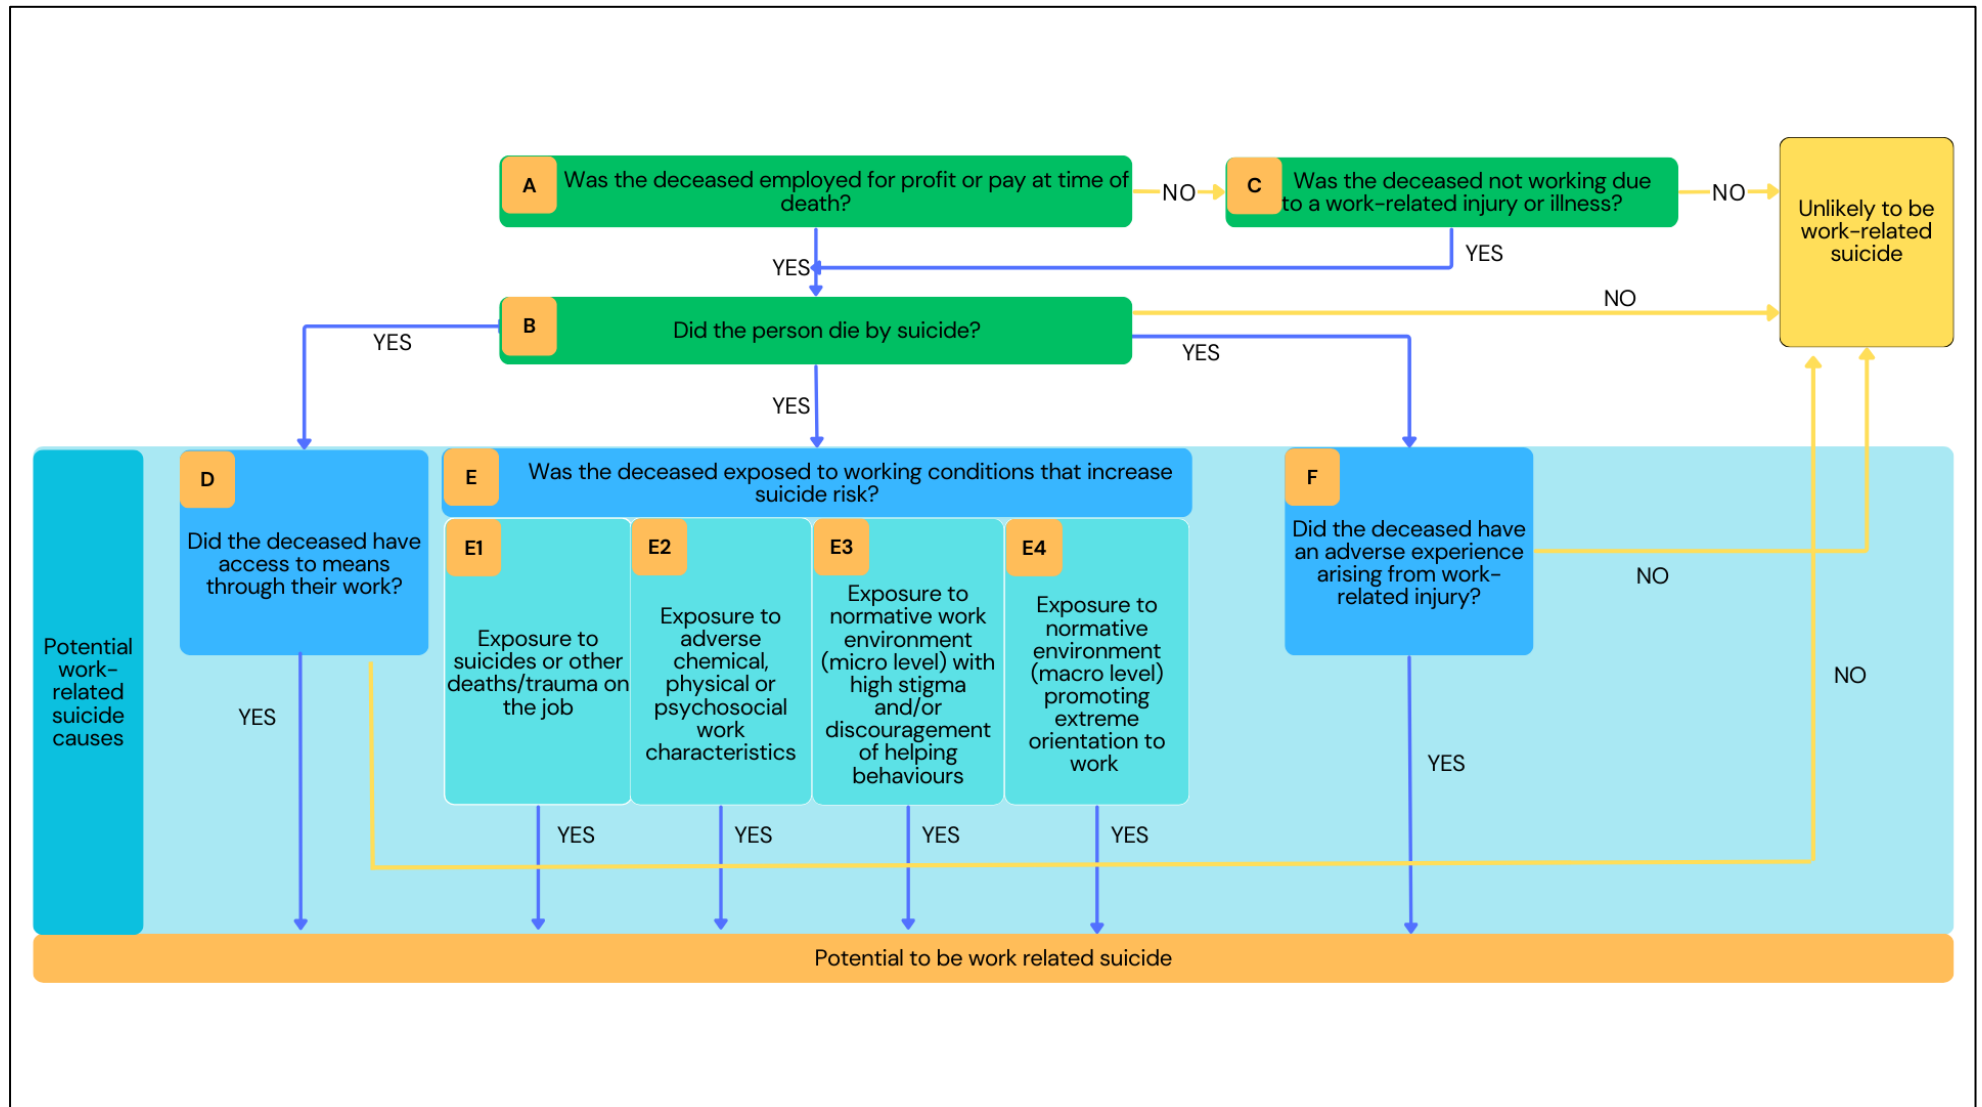 A
Was the deceased employed for profit or pay at time of
death?
NO
C
Was the deceased not working due
to a work-related injury or illness?
NO
Unlikely to be
work-related
suicide
YES
YES
B
Did the person die by suicide?
NO
YES
YES
YES
D
Did the deceased have
access to means
through their work?
E
Was the deceased exposed to working conditions that increase
suicide risk?
E1
Exposure to
suicides or other
deaths/trauma on
the job
E2
Exposure to
adverse
chemical,
physical or
psychosocial
work
characteristics
E3
Exposure to
normative work
environment
(micro level) with
high stigma
and/or
discouragement
of helping
behaviours
E4
Exposure to
normative
environment
(macro level)
promoting
extreme
orientation to
work
F
Did the deceased have
an adverse experience
arising from work-
related injury?
NO
NO
Potential
work-
related
suicide
causes
YES
YES
YES
YES
YES
YES
Potential to be work related suicide